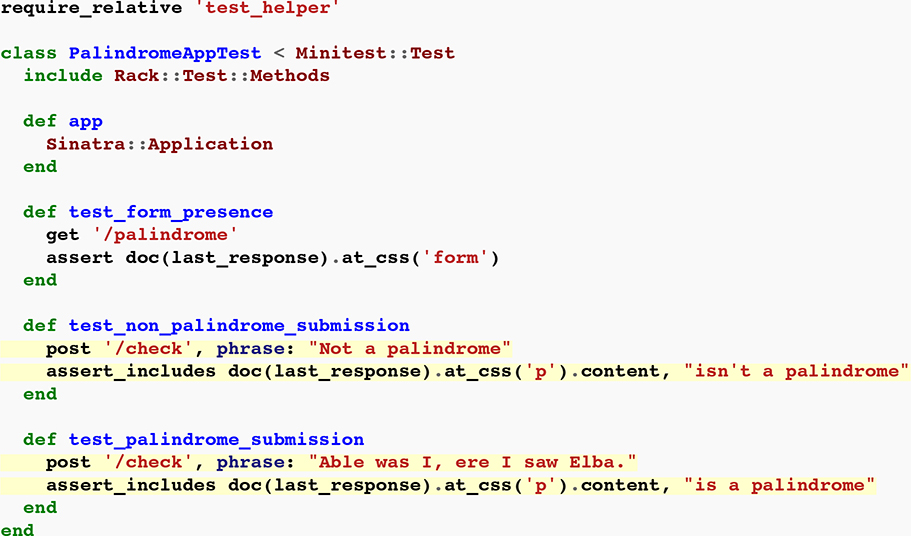 require_relative 'test_helper'

class PalindromeAppTest < Minitest::Test
  include Rack::Test::Methods

  def app
    Sinatra::Application
  end

  def test_form_presence
    get '/palindrome'
    assert doc(last_response).at_css('form')
  end

  def test_non_palindrome_submission
    post '/check', phrase: "Not a palindrome"
    assert_includes doc(last_response).at_css('p').content, "isn't a palindrome"
  end

  def test_palindrome_submission
    post '/check', phrase: "Able was I, ere I saw Elba."
    assert_includes doc(last_response).at_css('p').content, "is a palindrome"
  end
end